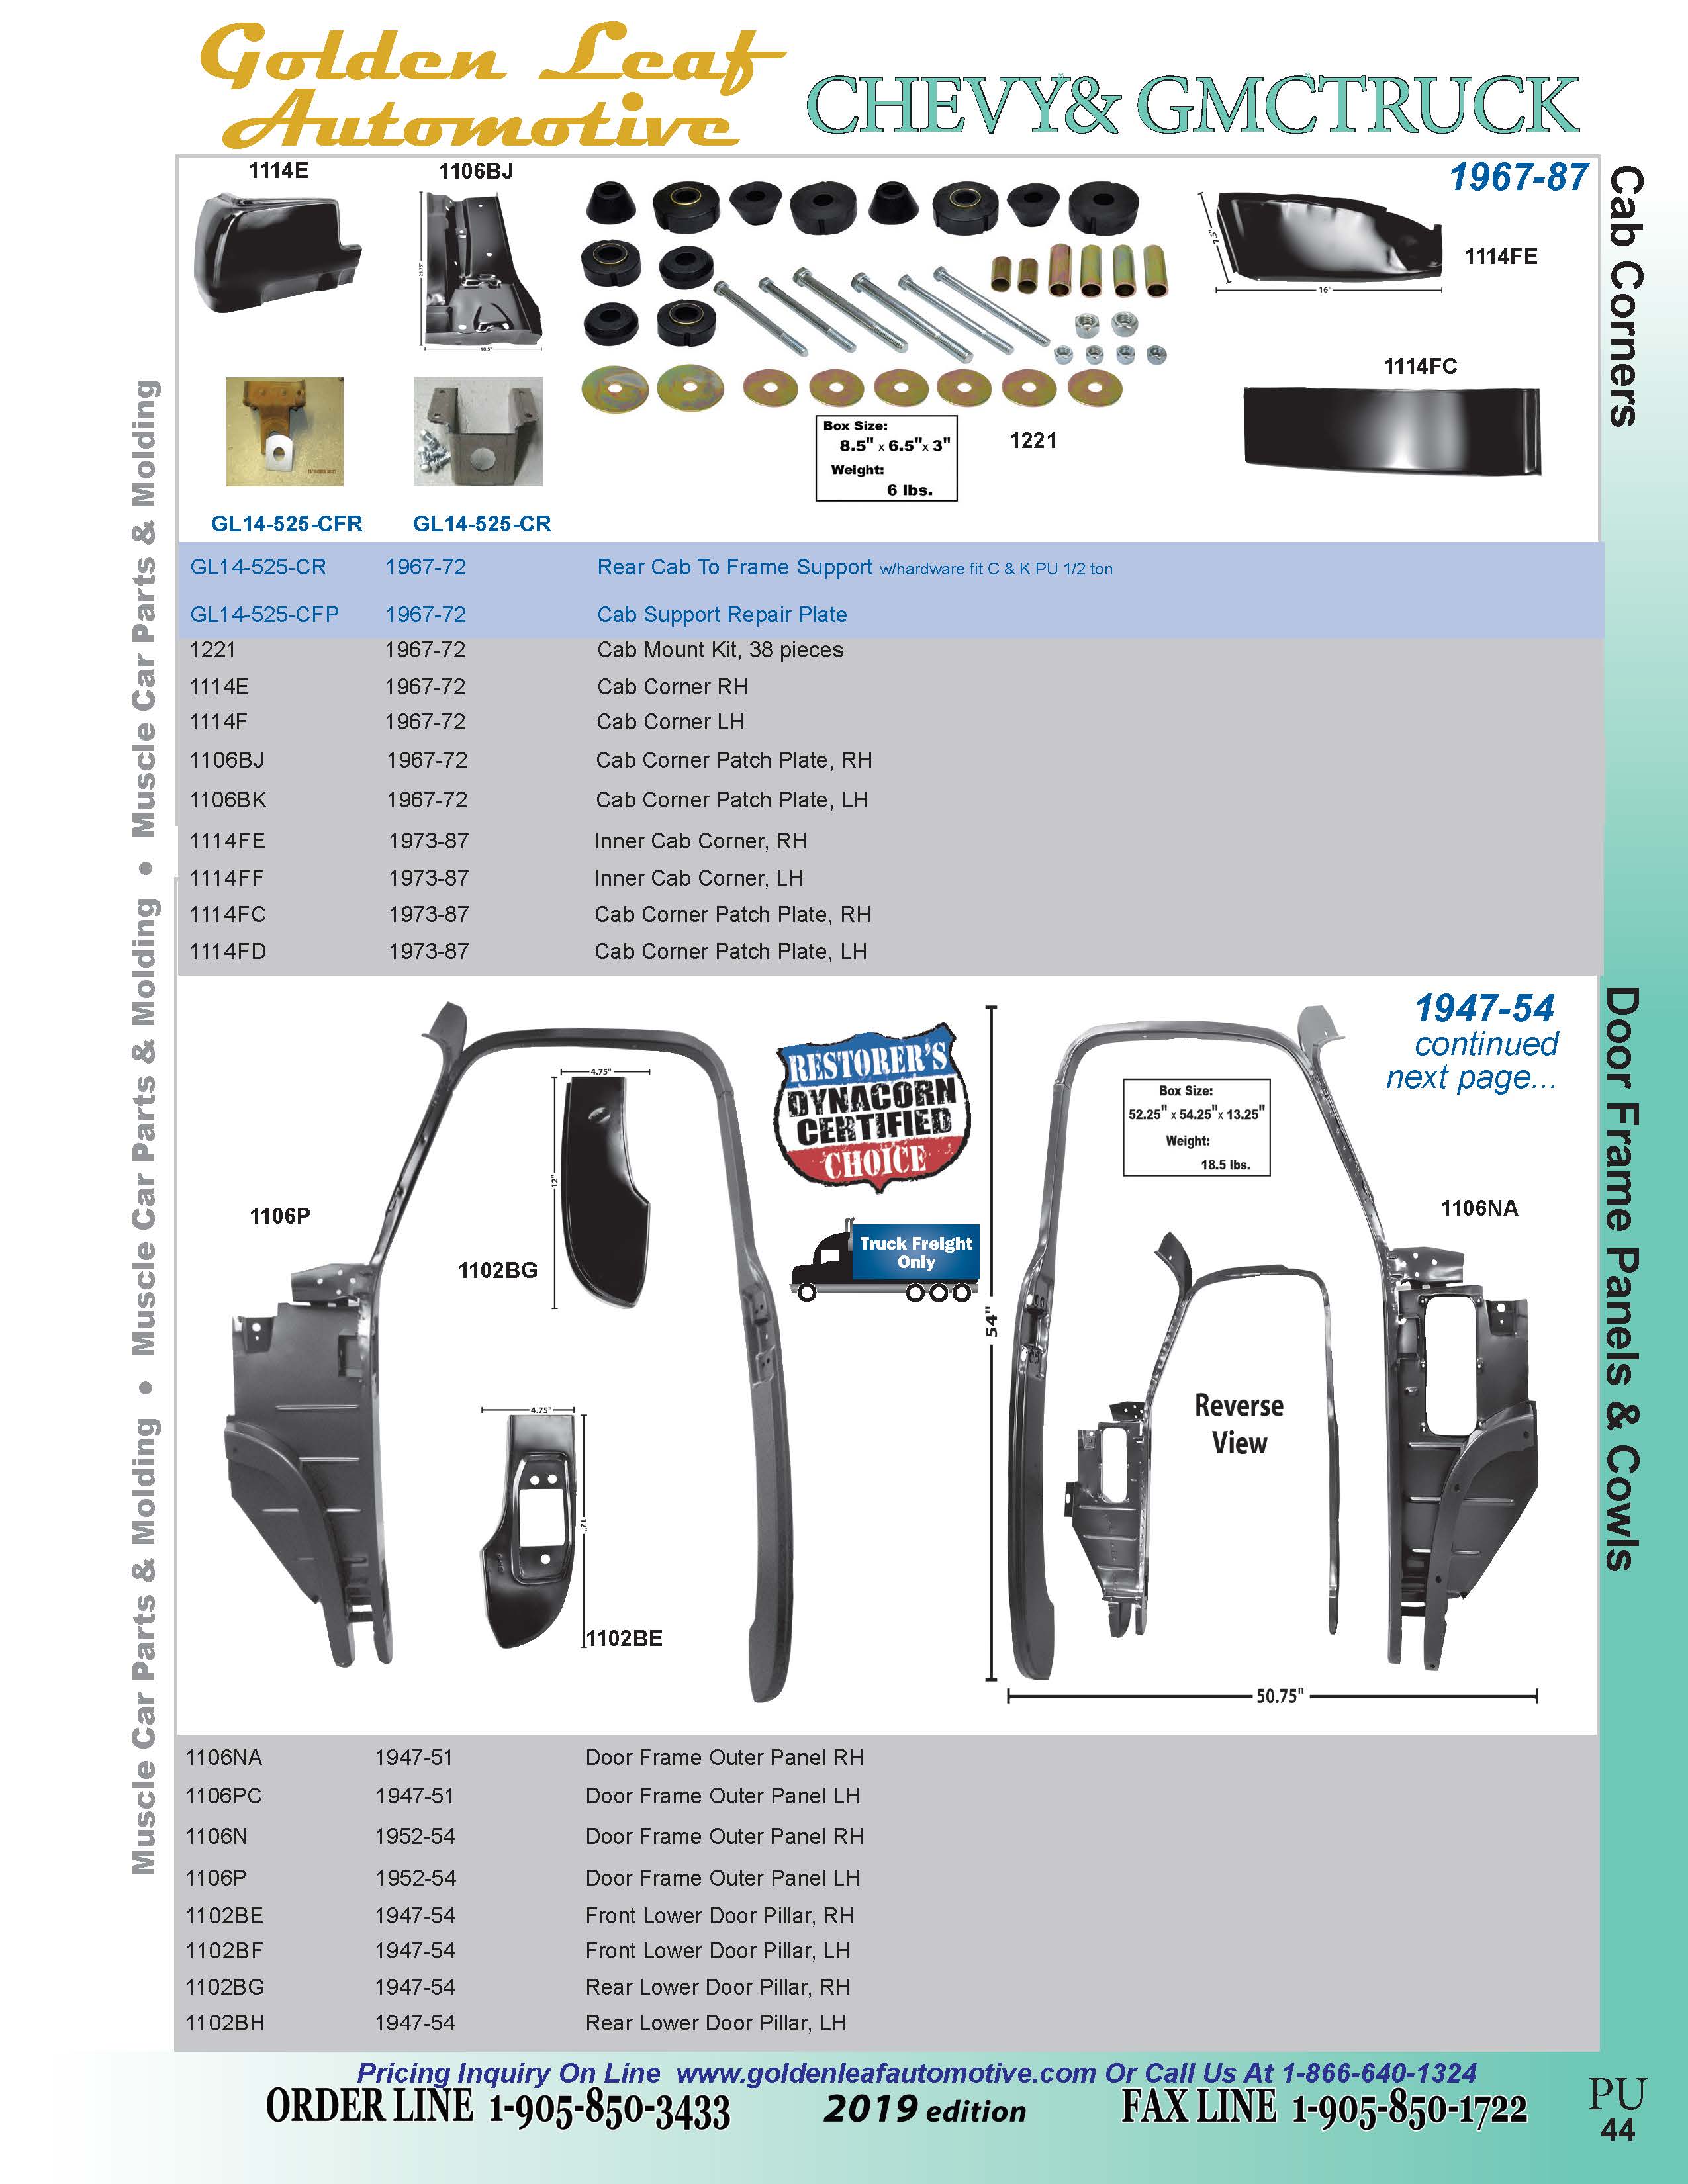 Golden Leaf
Automotive
CHEVY& GMCTRUCK
1114E
1106BJ
1967-87
Cab Corners
28.75"
10.5"
7.5"
16"
1114FE
1114FC
Box Size:
8.5" x 6.5"x 3"
Weight:
6 lbs.
1221
GL14-525-CFR
GL14-525-CR
GL14-525-CR 1967-72 Rear Cab To Frame Support w/hardware fit C & K PU 1/2 ton
GL14-525-CFP 1967-72 Cab Support Repair Plate
1221 1967-72 Cab Mount Kit, 38 pieces
1114E 1967-72 Cab Corner RH
1114F 1967-72 Cab Corner LH
1106BJ 1967-72 Cab Corner Patch Plate, RH
1106BK 1967-72 Cab Corner Patch Plate, LH
1114FE 1973-87 Inner Cab Corner, RH
1114FF 1973-87 Inner Cab Corner, LH
1114FC 1973-87 Cab Corner Patch Plate, RH
1114FD 1973-87 Cab Corner Patch Plate, LH
Muscle Car Parts & Molding • Muscle Car Parts & Molding • Muscle Car Parts & Molding
Door Frame Panels & Cowls
1947-54
continued
next page...
RESTORER'S
DYNACORN
CERTIFIED
CHOICE
Truck Freight
Only
Box Size:
52.25" x 54.25"x 13.25"
Weight:
18.5 lbs.
4.75"
12"
1106P
1102BG
1106NA
54"
Reverse
View
4.75"
12"
1102BE
50.75"
1106NA 1947-51 Door Frame Outer Panel RH
1106PC 1947-51 Door Frame Outer Panel LH
1106N 1952-54 Door Frame Outer Panel RH
1106P 1952-54 Door Frame Outer Panel LH
1102BE 1947-54 Front Lower Door Pillar, RH
1102BF 1947-54 Front Lower Door Pillar, LH
1102BG 1947-54 Rear Lower Door Pillar, RH
1102BH 1947-54 Rear Lower Door Pillar, LH
Pricing Inquiry On Line www.goldenleafautomotive.com Or Call Us At 1-866-640-1324
ORDER LINE 1-905-850-3433
2019 edition
FAX LINE 1-905-850-1722
PU
44